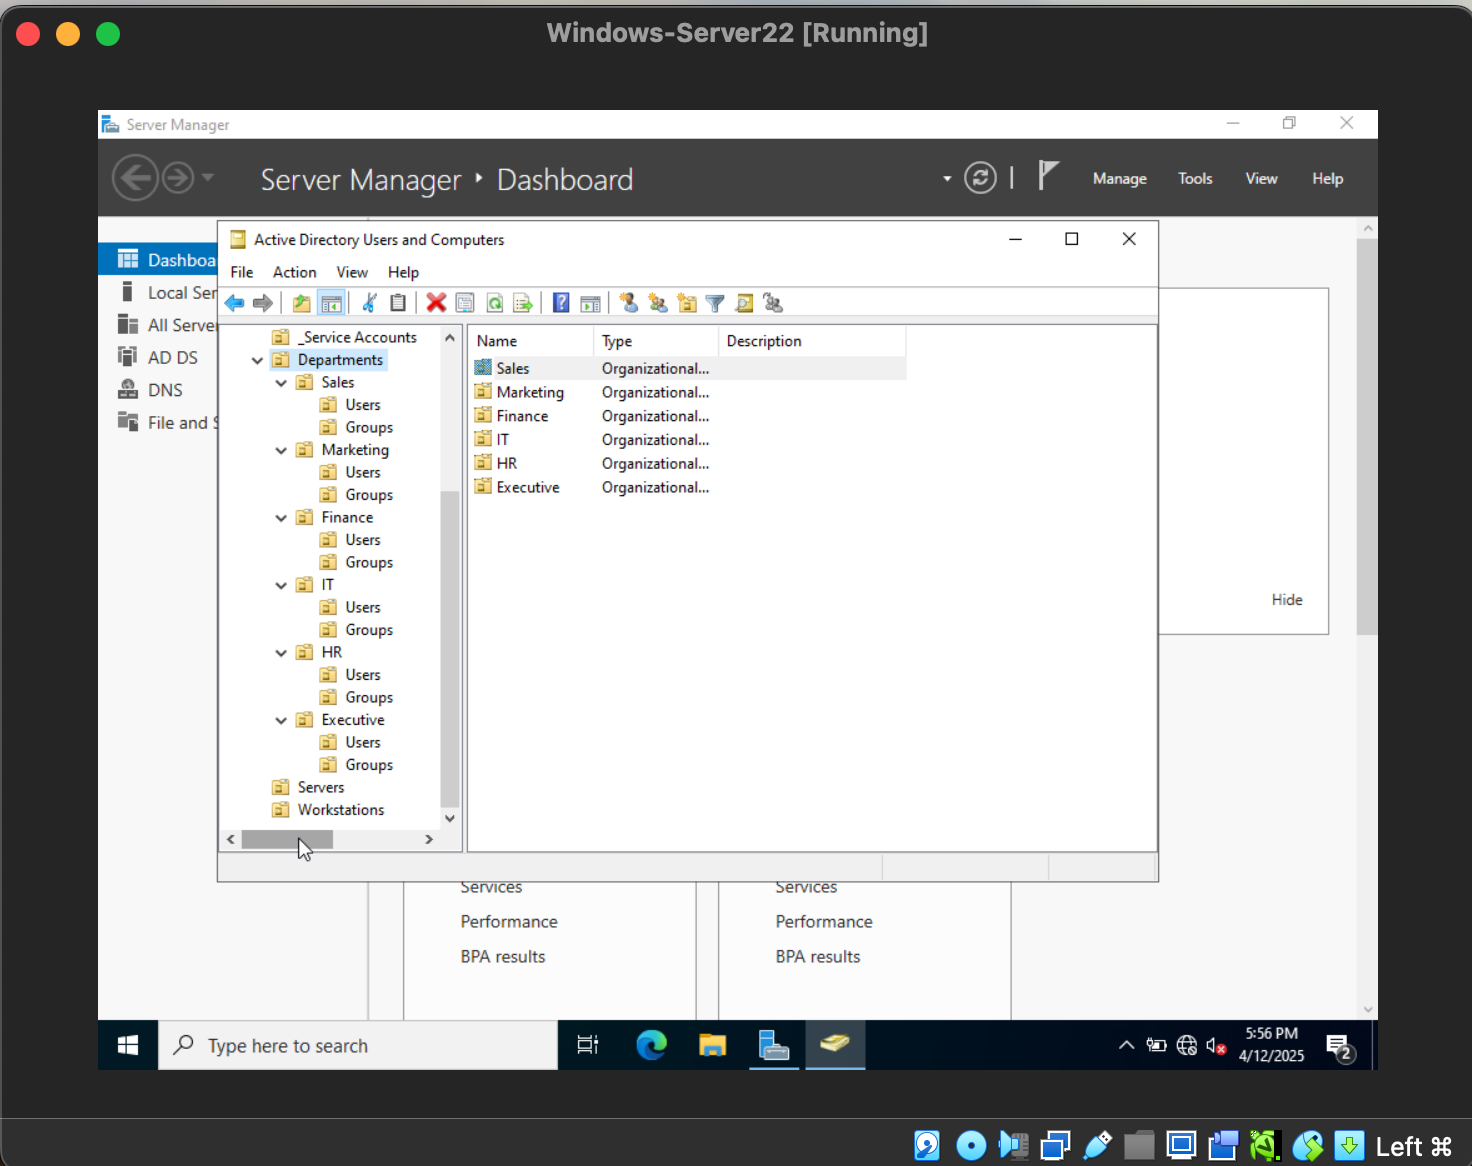 Windows-Server22 [Running]
Server Manager
Server Manager ‣ Dashboard
Manage
Tools
View
Help
Dashboa
Local Ser
All Server
AD DS
DNS
File and S
Active Directory Users and Computers
File
Action
View
Help
_Service Accounts
Departments
Sales
Users
Groups
Marketing
Users
Groups
Finance
Users
Groups
IT
Users
Groups
HR
Users
Groups
Executive
Users
Groups
Servers
Workstations
Name Type Description
Sales Organizational...
Marketing Organizational...
Finance Organizational...
IT Organizational...
HR Organizational...
Executive Organizational...
Hide
Services
Performance
BPA results
Services
Performance
BPA results
Type here to search
5:56 PM
4/12/2025
2
Left ⌘